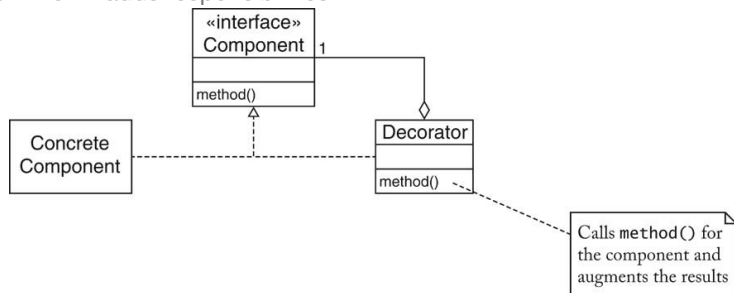 «interface»
Component
1
method()
Concrete
Component
Decorator
method()
Calls method() for
the component and
augments the results